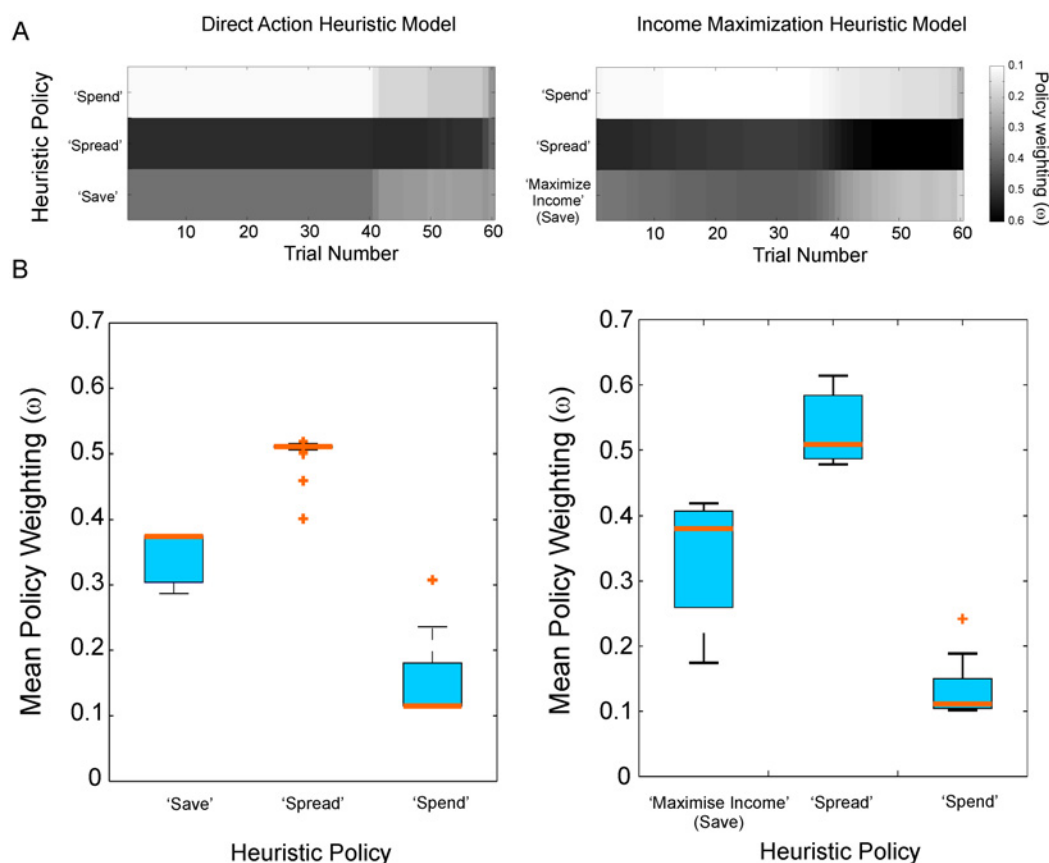 A
Direct Action Heuristic Model
Income Maximization Heuristic Model
Heuristic Policy
'Spend'
'Spread'
'Save'
10 20 30 40 50 60
Trial Number
'Spend'
'Spread'
'Maximize
Income'
(Save)
10 20 30 40 50 60
Trial Number
0.1
0.2
0.3
0.4
0.5
0.6
Policy weighting (ω)
B
Mean Policy Weighting (ω)
0.7
0.6
0.5
0.4
0.3
0.2
0.1
0
'Save' 'Spread' 'Spend'
Heuristic Policy
Mean Policy Weighting (ω)
0.7
0.6
0.5
0.4
0.3
0.2
0.1
0
'Maximise Income' 'Spread' 'Spend'
(Save)
Heuristic Policy